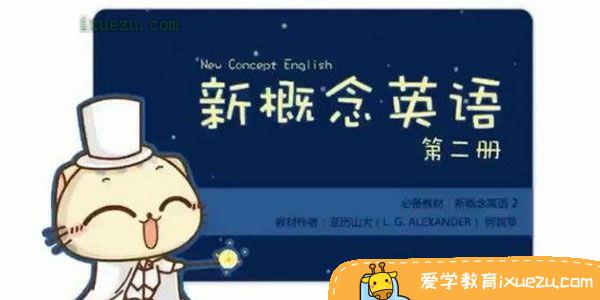 ixuezu.com
New Concept English
新概念英语
第二册
必备教材 新概念英语 2
教材作者：亚历山大（L. G. ALEXANDER） 何其莘
爱学教育ixuezu.com